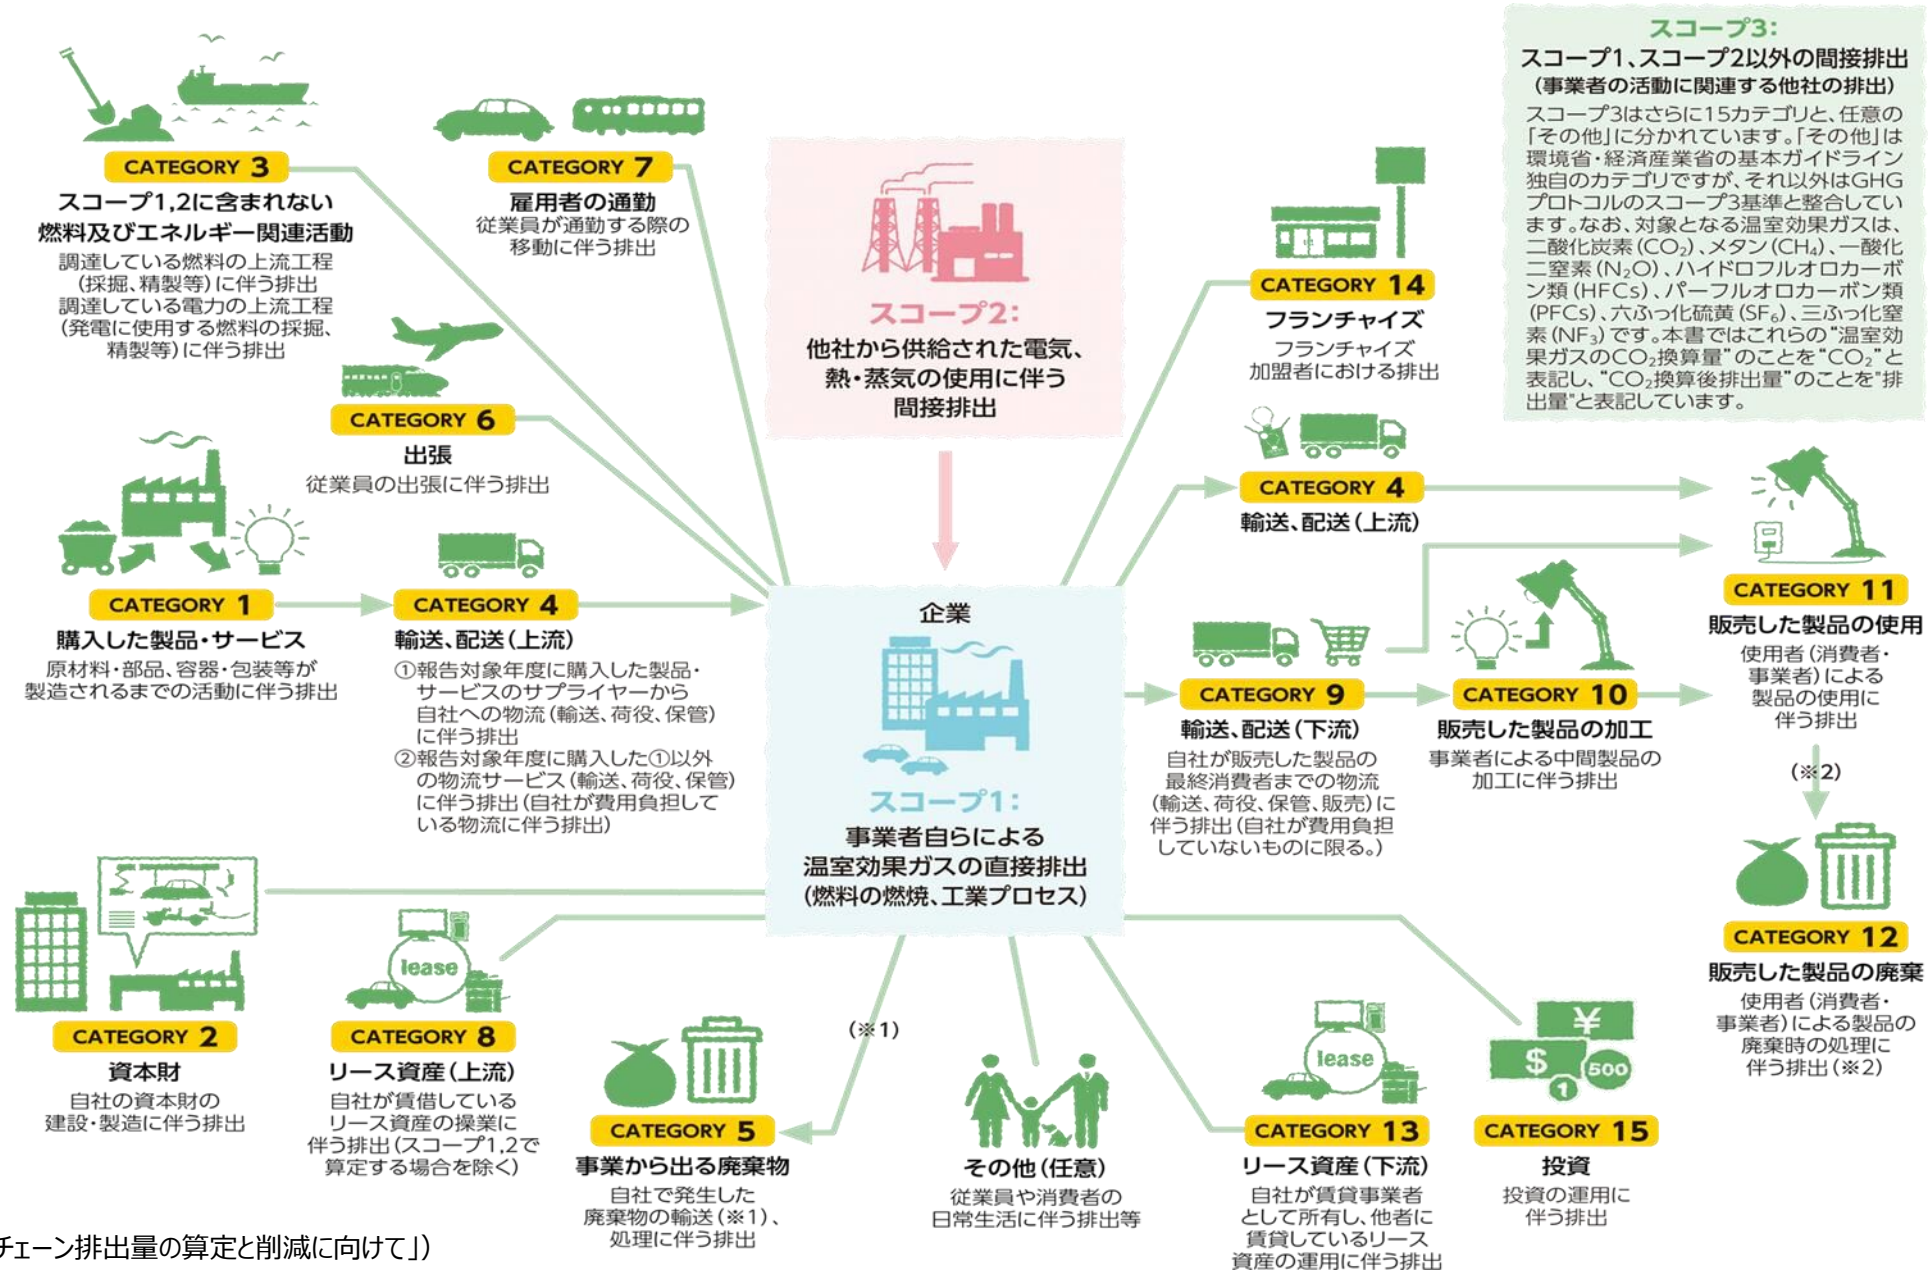 CATEGORY 3
スコープ1,2に含まれない
燃料及びエネルギー関連活動
調達している燃料の上流工程
(採掘、精製等)に伴う排出
調達している電力の上流工程
(発電に使用する燃料の採掘、
精製等)に伴う排出
CATEGORY 7
雇用者の通勤
従業員が通勤する際の
移動に伴う排出
CATEGORY 6
出張
従業員の出張に伴う排出
CATEGORY 1
購入した製品・サービス
原材料・部品、容器・包装等が
製造されるまでの活動に伴う排出
CATEGORY 4
輸送、配送(上流)
①報告対象年度に購入した製品・
サービスのサプライヤーから
自社への物流(輸送、荷役、保管)
に伴う排出
②報告対象年度に購入した①以外
の物流サービス(輸送、荷役、保管)
に伴う排出(自社が費用負担して
いる物流に伴う排出)
スコープ2:
他社から供給された電気、
熱・蒸気の使用に伴う
間接排出
企業
スコープ1:
事業者自らによる
温室効果ガスの直接排出
(燃料の燃焼、工業プロセス)
CATEGORY 14
フランチャイズ
フランチャイズ
加盟者における排出
スコープ3:
スコープ1、スコープ2以外の間接排出
(事業者の活動に関連する他社の排出)
スコープ3はさらに15カテゴリと、任意の
「その他」に分かれています。「その他」は
環境省・経済産業省の基本ガイドライン
独自のカテゴリですが、それ以外はGHG
プロトコルのスコープ3基準と整合してい
ます。なお、対象となる温室効果ガスは、
二酸化炭素(CO₂)、メタン(CH₄)、一酸化
二窒素(N₂O)、ハイドロフルオロカーボ
ン類(HFCs)、パーフルオロカーボン類
(PFCs)、六ふっ化硫黄(SF₆)、三ふっ化窒
素(NF₃)です。本書ではこれらの"温室効
果ガスのCO₂換算量"のことを"CO₂"と
表記し、"CO₂換算後排出量"のことを"排
出量"と表記しています。
CATEGORY 4
輸送、配送(上流)
CATEGORY 9
輸送、配送(下流)
自社が販売した製品の
最終消費者までの物流
(輸送、荷役、保管、販売)に
伴う排出(自社が費用負担
していないものに限る。)
CATEGORY 10
販売した製品の加工
事業者による中間製品の
加工に伴う排出
CATEGORY 11
販売した製品の使用
使用者(消費者・
事業者)による
製品の使用に
伴う排出
(※2)
CATEGORY 12
販売した製品の廃棄
使用者(消費者・
事業者)による製品の
廃棄時の処理に
伴う排出(※2)
CATEGORY 2
資本財
自社の資本財の
建設・製造に伴う排出
lease
CATEGORY 8
リース資産(上流)
自社が賃借している
リース資産の操業に
伴う排出(スコープ1,2で
算定する場合を除く)
(※1)
CATEGORY 5
事業から出る廃棄物
自社で発生した
廃棄物の輸送(※1)、
処理に伴う排出
その他(任意)
従業員や消費者の
日常生活に伴う排出等
lease
CATEGORY 13
リース資産(下流)
自社が賃貸事業者
として所有し、他者に
賃貸しているリース
資産の運用に伴う排出
¥
$
1
500
CATEGORY 15
投資
投資の運用に
伴う排出
チェーン排出量の算定と削減に向けて」)